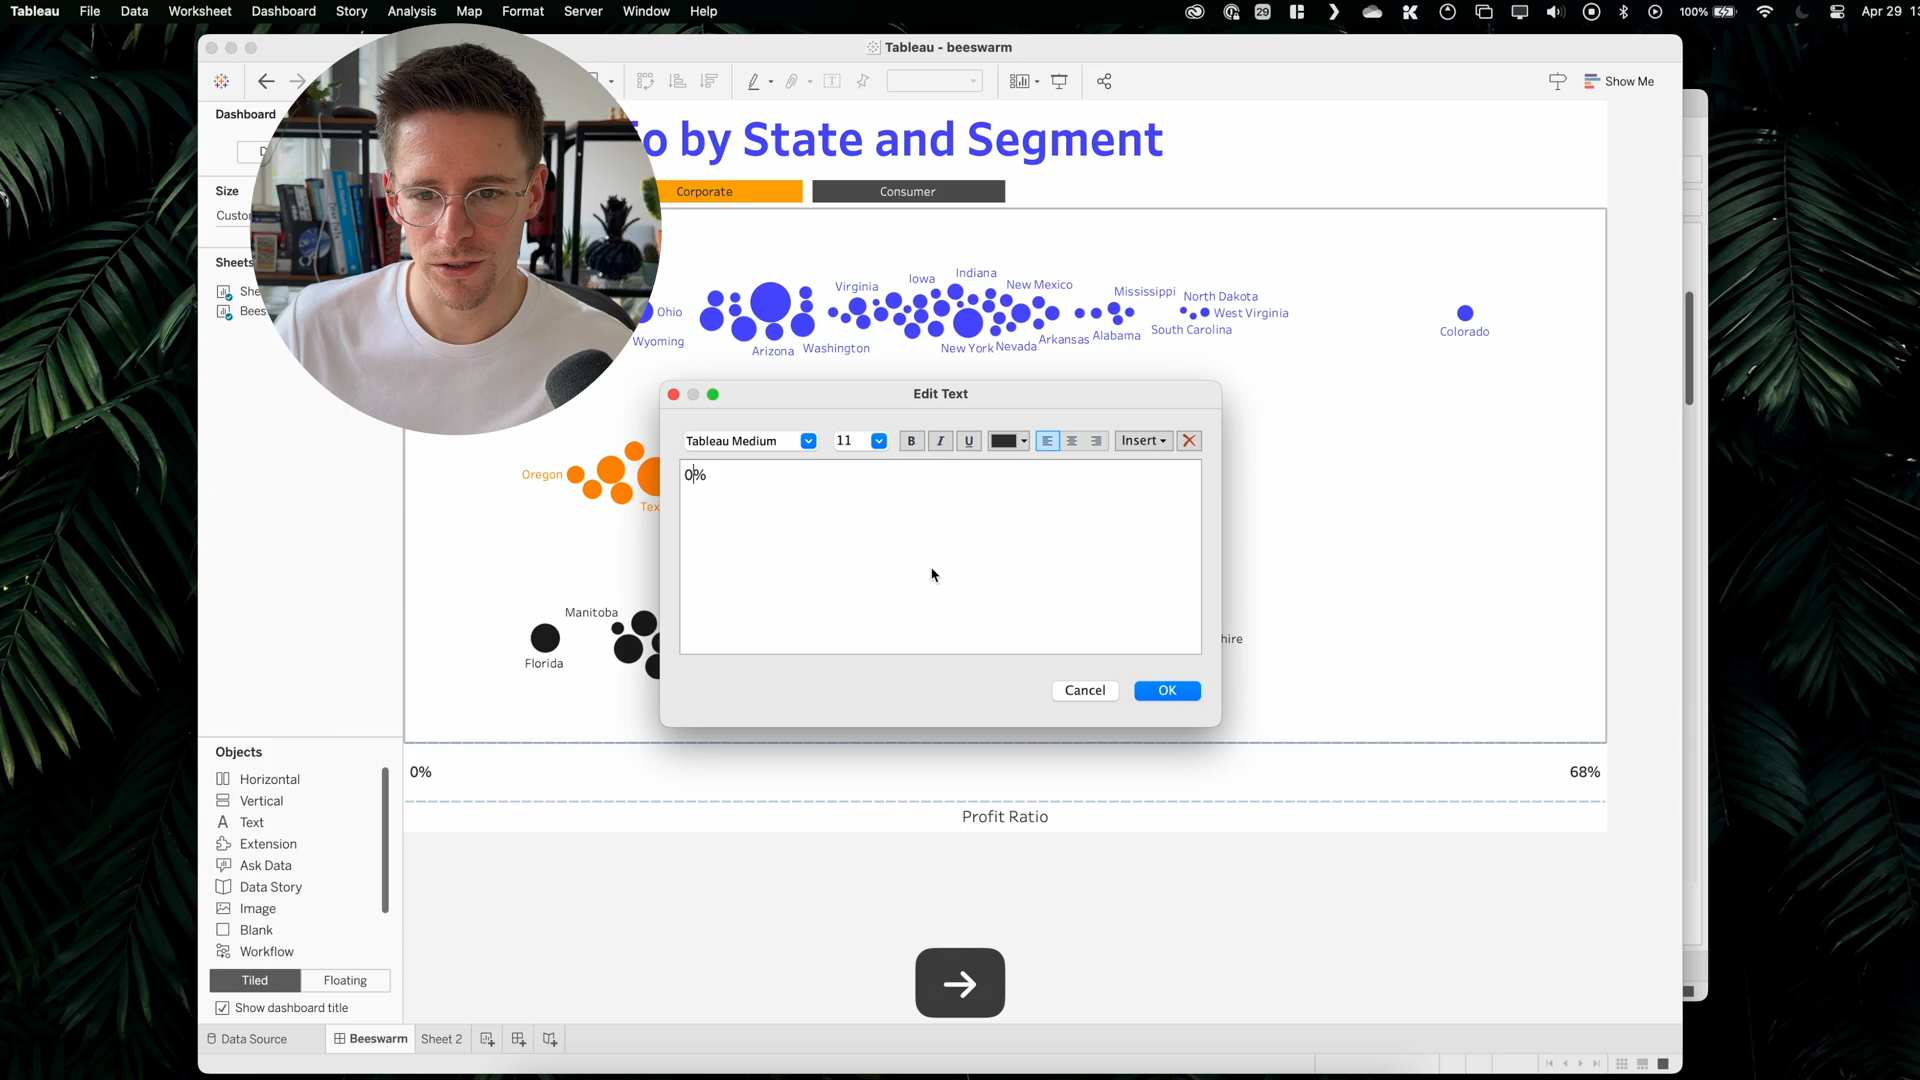 Tableau File Data Worksheet Dashboard Story Analysis Map Format Server Window Help
29
100%
Apr 29
Tableau - beeswarm
Show Me
Dashboard
Size
Sheets
by State and Segment
Corporate
Consumer
Ohio
Wyoming
Arizona
Virginia
Washington
Iowa
Indiana
New Mexico
New York
Nevada
Arkansas
Mississippi
Alabama
North Dakota
West Virginia
South Carolina
Colorado
Oregon
Manitoba
Florida
Edit Text
Tableau Medium
11
B I U
Insert
0%
Cancel
OK
0%
68%
Profit Ratio
Objects
Horizontal
Vertical
Text
Extension
Ask Data
Data Story
Image
Blank
Workflow
Tiled
Floating
Show dashboard title
Data Source
Beeswarm
Sheet 2